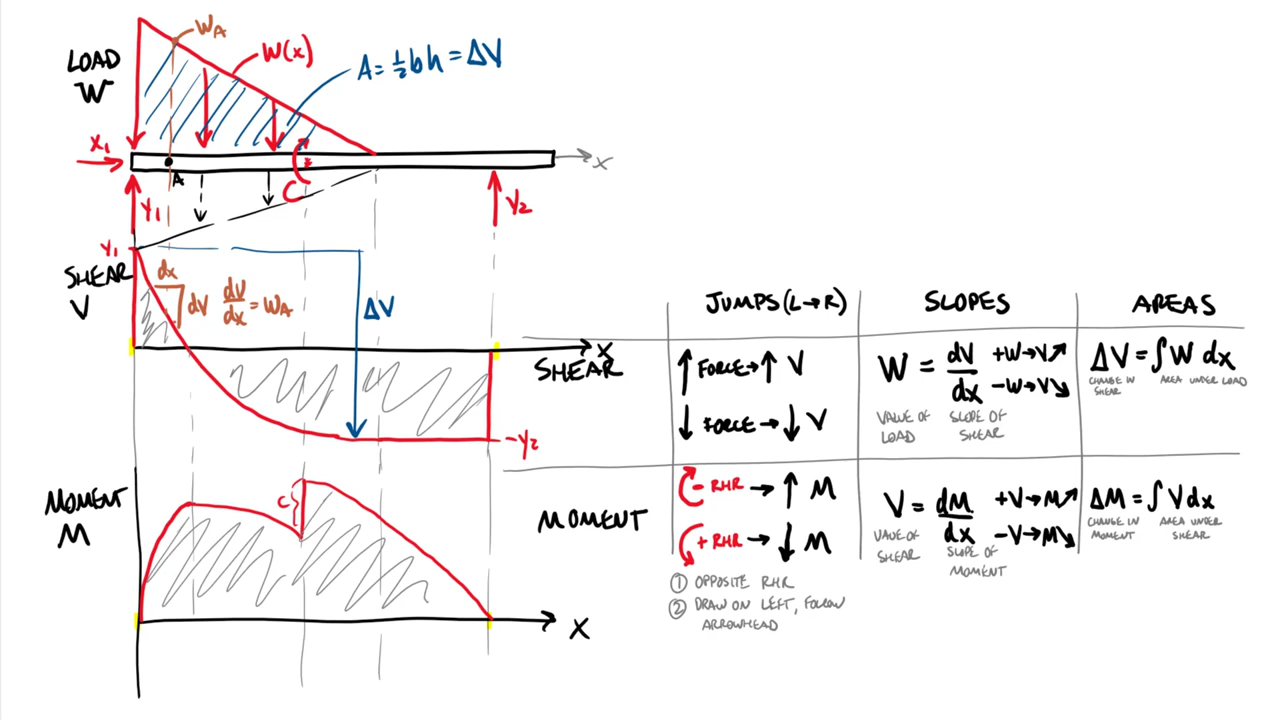 W_A
LOAD
W
W(x)
A = ½bh = ΔV
X₁
A
C
x
Y₁
Y₂
Y₁
SHEAR
V
dx
dV
dV/dx = W_A
ΔV
x
-Y₂
MOMENT
M
C
X
JUMPS (L→R)
SLOPES
AREAS
SHEAR
↑ FORCE → ↑ V
↓ FORCE → ↓ V
W = dV/dx
+W→V↗
-W→V↘
VALUE OF LOAD
SLOPE OF SHEAR
ΔV = ∫W dx
CHANGE IN SHEAR
AREA UNDER LOAD
MOMENT
- RHR → ↑ M
+ RHR → ↓ M
① OPPOSITE RHR
② DRAW ON LEFT, FOLLOW
ARROWHEAD
V = dM/dx
+V→M↗
-V→M↘
VALUE OF SHEAR
SLOPE OF MOMENT
ΔM = ∫V dx
CHANGE IN MOMENT
AREA UNDER SHEAR